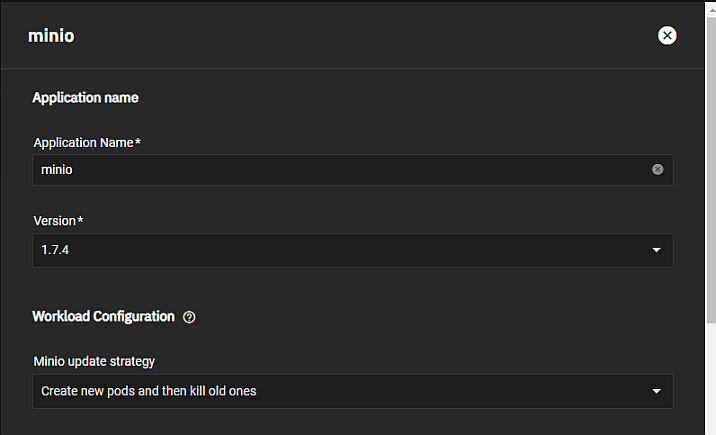 minio
Application name
Application Name*
minio
Version*
1.7.4
Workload Configuration
Minio update strategy
Create new pods and then kill old ones